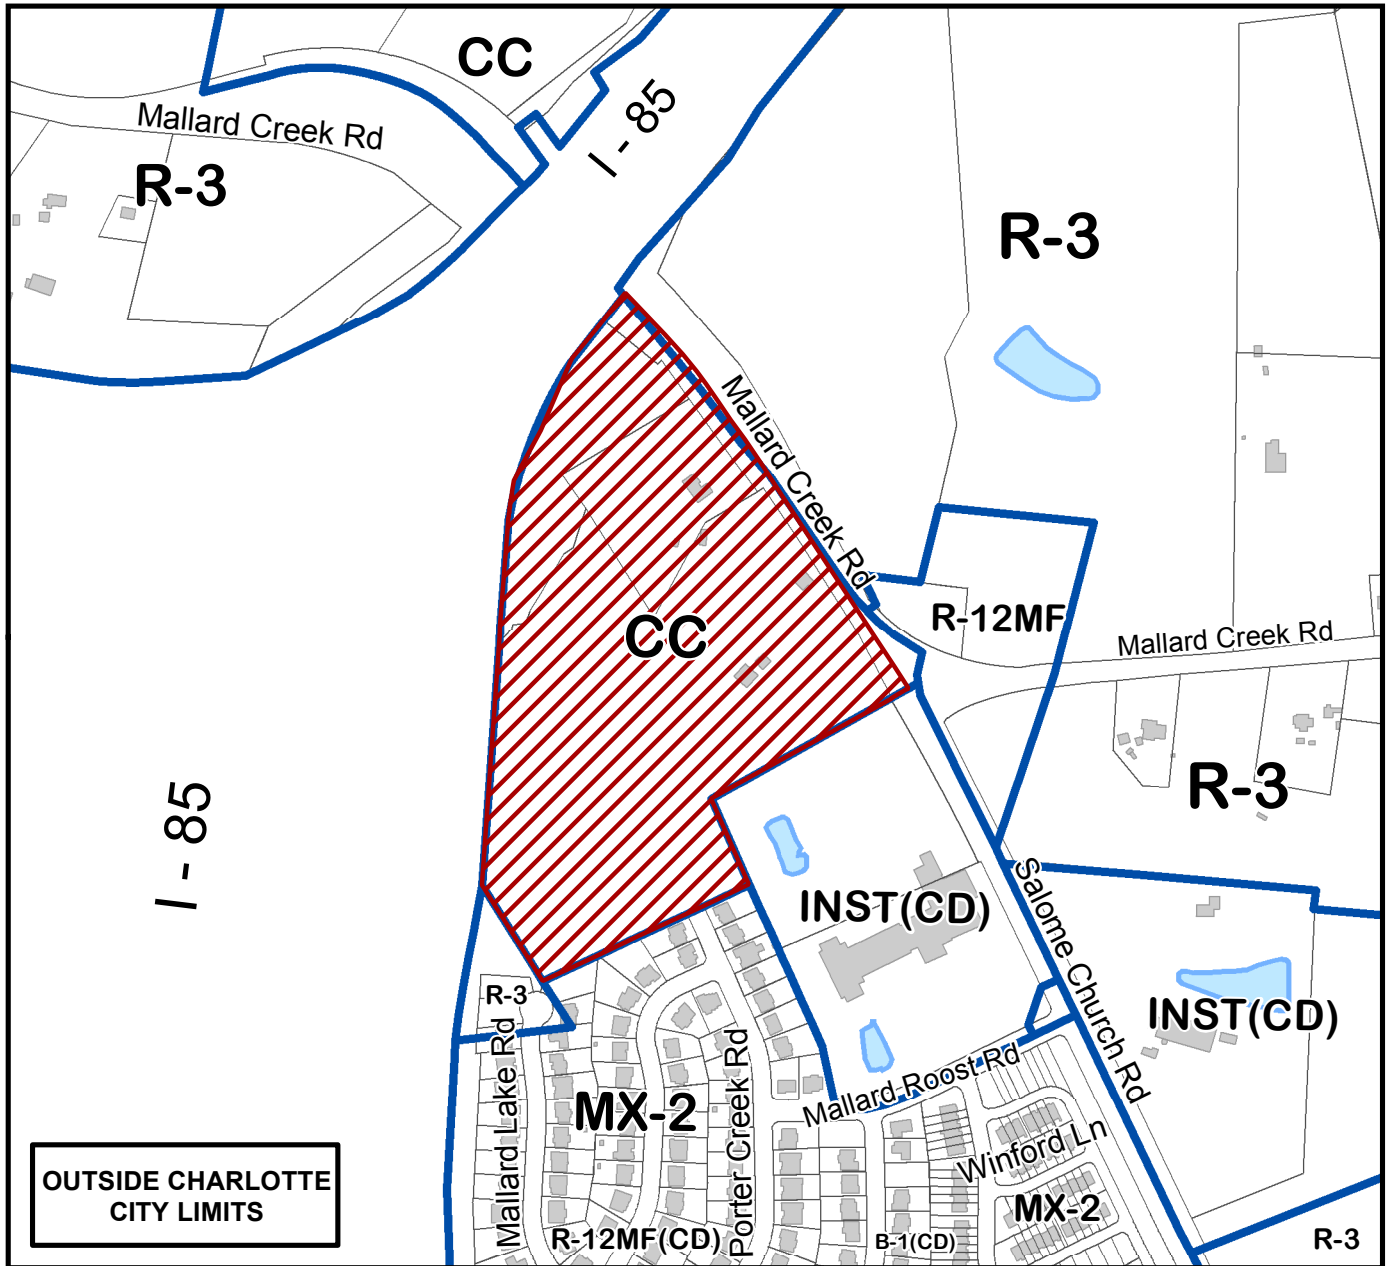 CC
I - 85
Mallard Creek Rd
R-3
R-3
Mallard Creek Rd
CC
R-12MF
Mallard Creek Rd
R-3
I - 85
INST(CD)
Salome Church Rd
R-3
INST(CD)
Mallard Lake Rd
Porter Creek Rd
Mallard Roost Rd
MX-2
Winford Ln
MX-2
OUTSIDE CHARLOTTE
CITY LIMITS
R-12MF(CD)
B-1(CD)
R-3